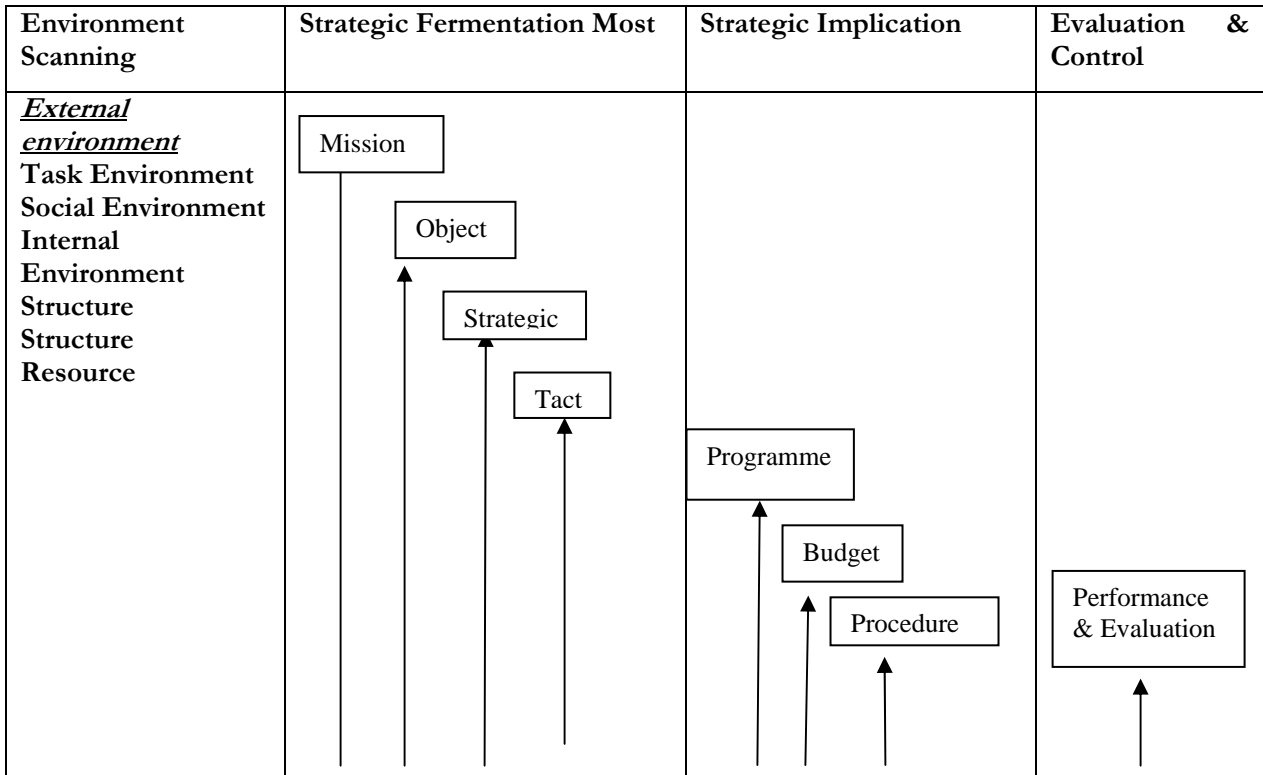 Environment
Scanning
Strategic Fermentation Most
Strategic Implication
Evaluation &
Control
External
environment
Task Environment
Social Environment
Internal
Environment
Structure
Structure
Resource
Mission
Object
Strategic
Tact
Programme
Budget
Procedure
Performance
& Evaluation